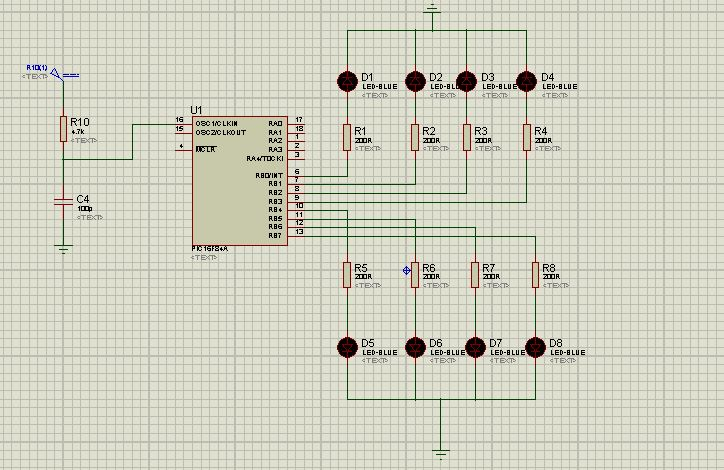 D1
LED-BLUE
<TEXT>
D2
LED-BLU
<TEXT>
D3
LED-BLUE
<TEXT>
D4
LED-BLUE
<TEXT>
R10(1)
<TEXT>
R10
4.7k
<TEXT>
R1
200R
<TEXT>
R2
200R
<TEXT>
R3
200R
<TEXT>
R4
200R
<TEXT>
U1
16 OSC1/CLKIN RA0 17
15 OSC2/CLKOUT RA1 18
RA2 1
4 MCLR RA3 2
RA4/T0CKI 3
RB0/INT 6
RB1 7
RB2 8
RB3 9
RB4 10
RB5 11
RB6 12
RB7 13
PIC16F84A
<TEXT>
C4
100p
<TEXT>
R5
200R
<TEXT>
R6
200R
<TEXT>
R7
200R
<TEXT>
R8
200R
<TEXT>
D5
LED-BLUE
<TEXT>
D6
LED-BLUE
<TEXT>
D7
LED-BLUE
<TEXT>
D8
LED-BLUE
<TEXT>